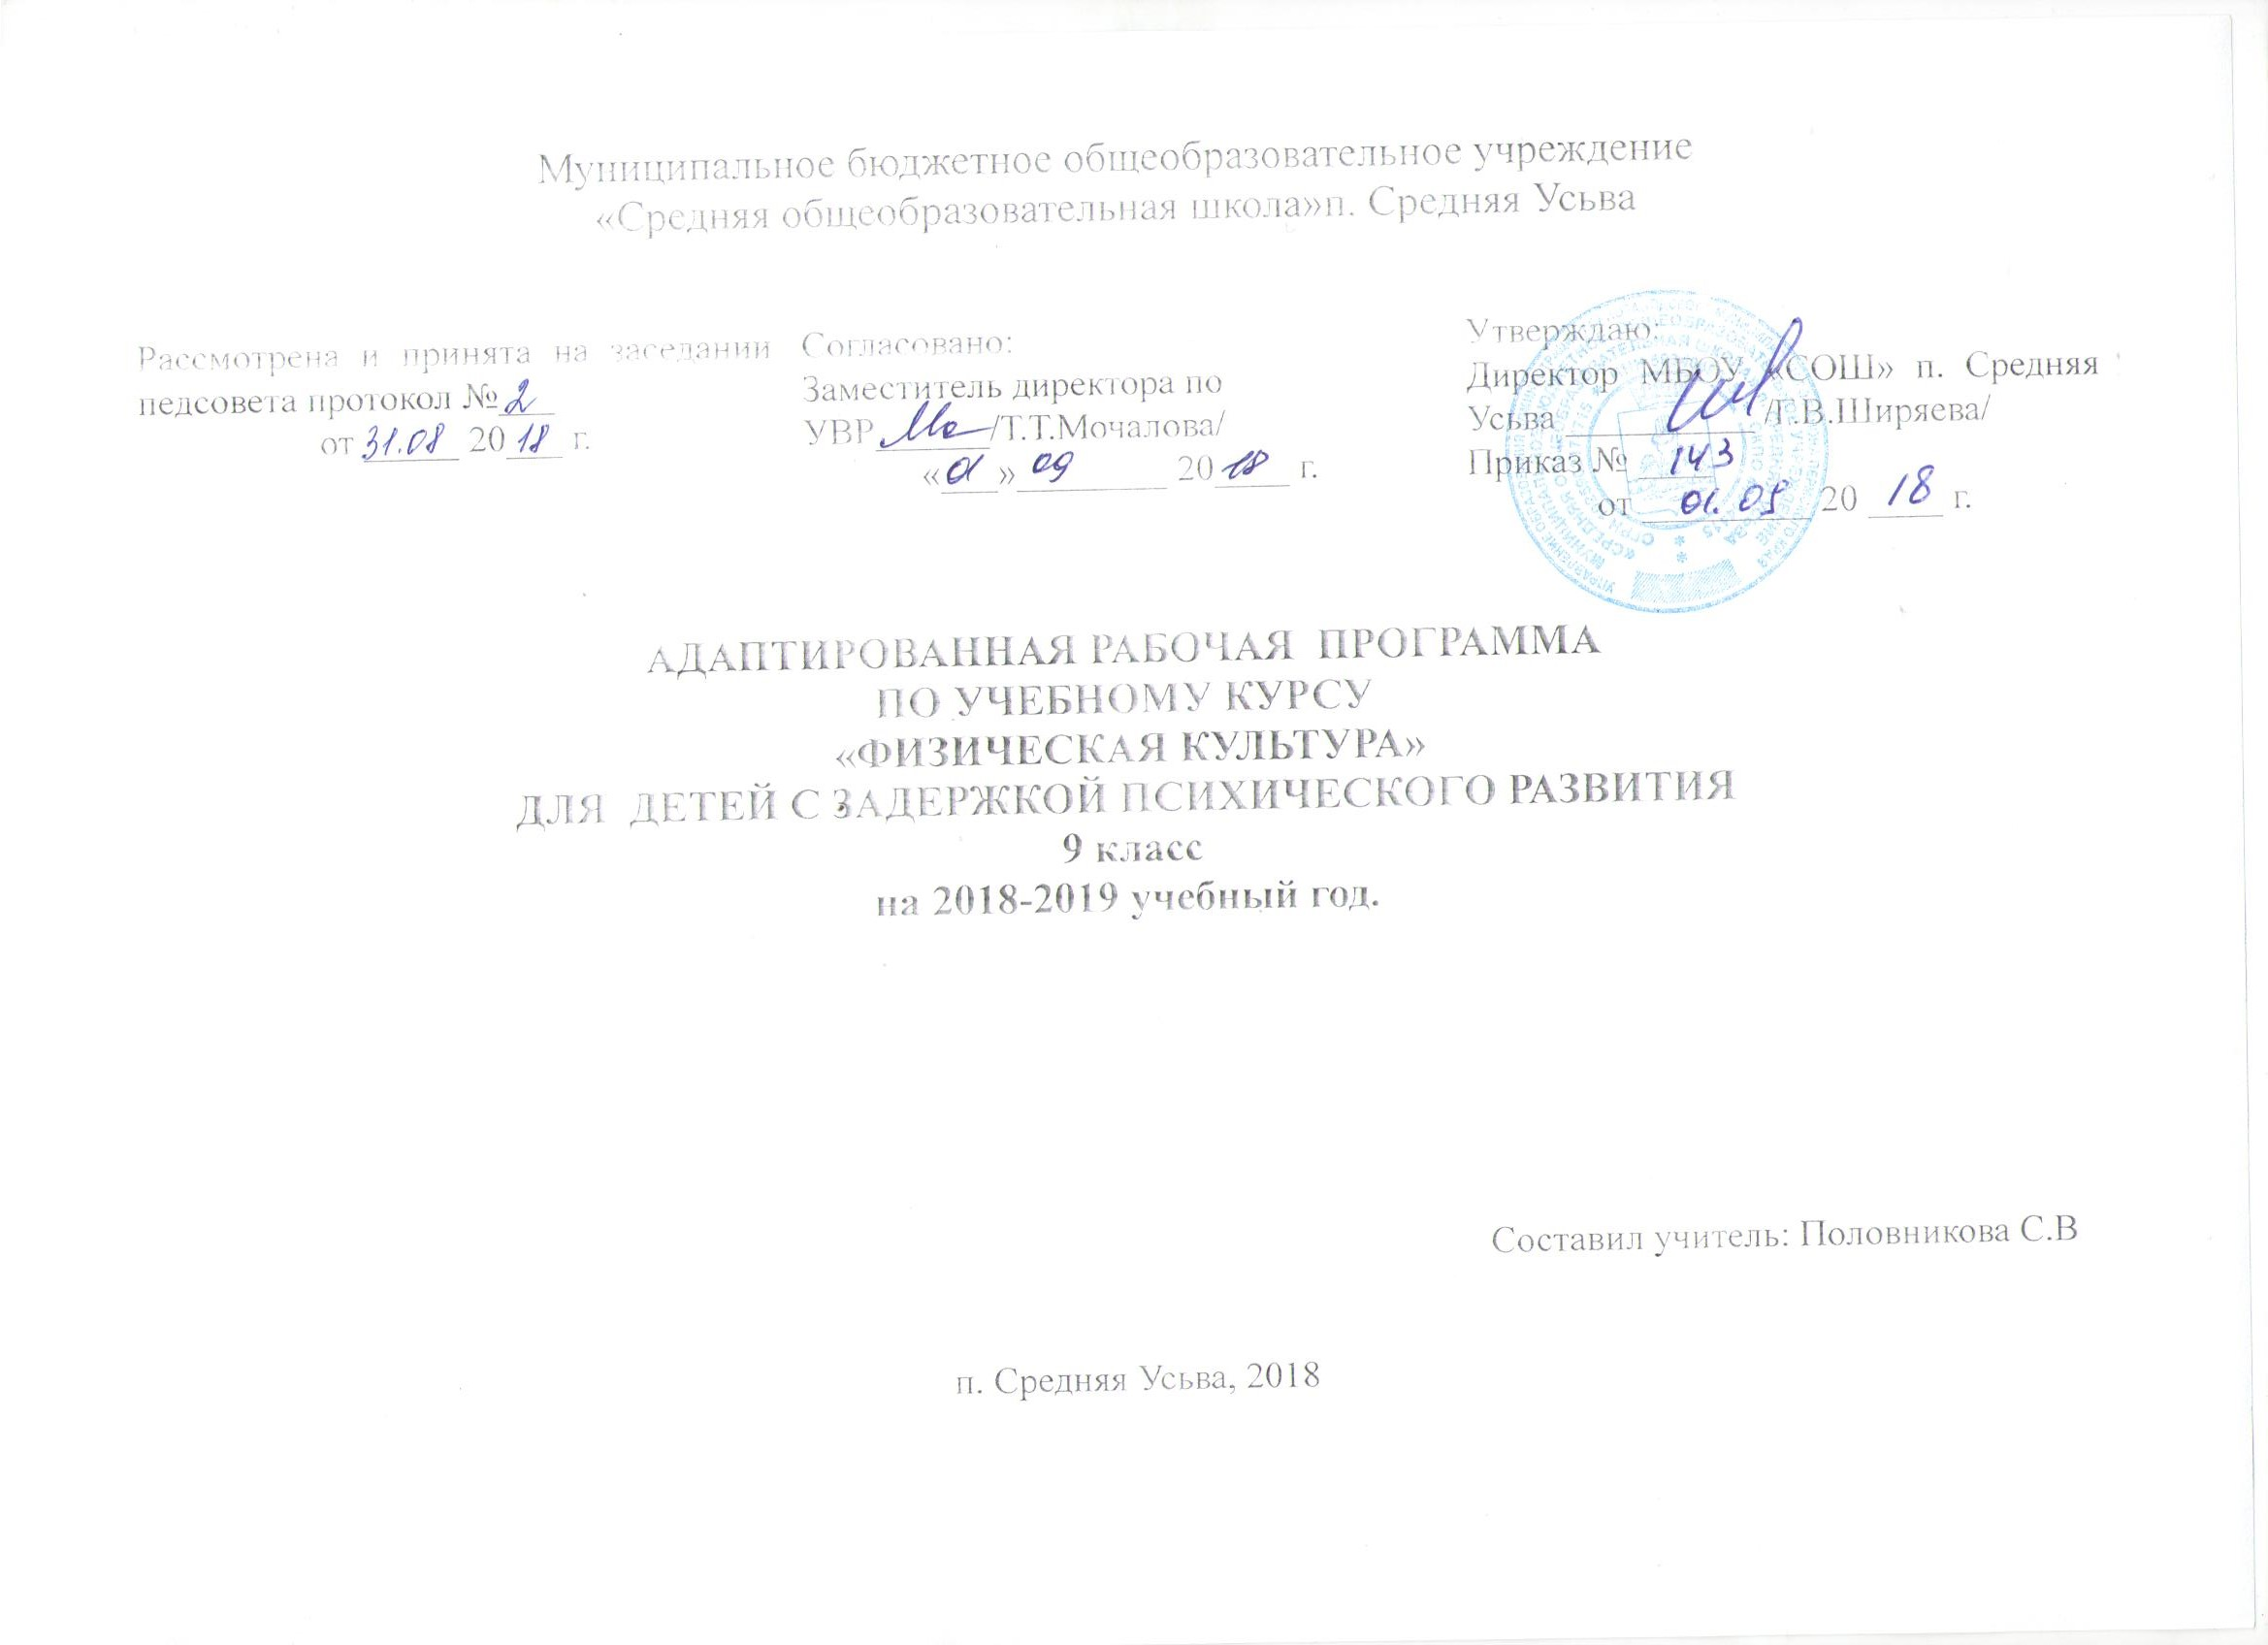 Муниципальное бюджетное общеобразовательное учреждение
«Средняя общеобразовательная школа»п. Средняя Усьва
Рассмотрена и принята на заседании
педсовета протокол № 2
от 31.08 2018 г.
Согласовано:
Заместитель директора по
УВР /Т.Т.Мочалова/
«01» 09 2018 г.
Утверждаю:
Директор МБОУ «СОШ» п. Средняя
Усьва /Г.В.Ширяева/
Приказ № 143
от 01.09 20 18 г.
АДАПТИРОВАННАЯ РАБОЧАЯ ПРОГРАММА
ПО УЧЕБНОМУ КУРСУ
«ФИЗИЧЕСКАЯ КУЛЬТУРА»
ДЛЯ ДЕТЕЙ С ЗАДЕРЖКОЙ ПСИХИЧЕСКОГО РАЗВИТИЯ
9 класс
на 2018-2019 учебный год.
Составил учитель: Половникова С.В
п. Средняя Усьва, 2018